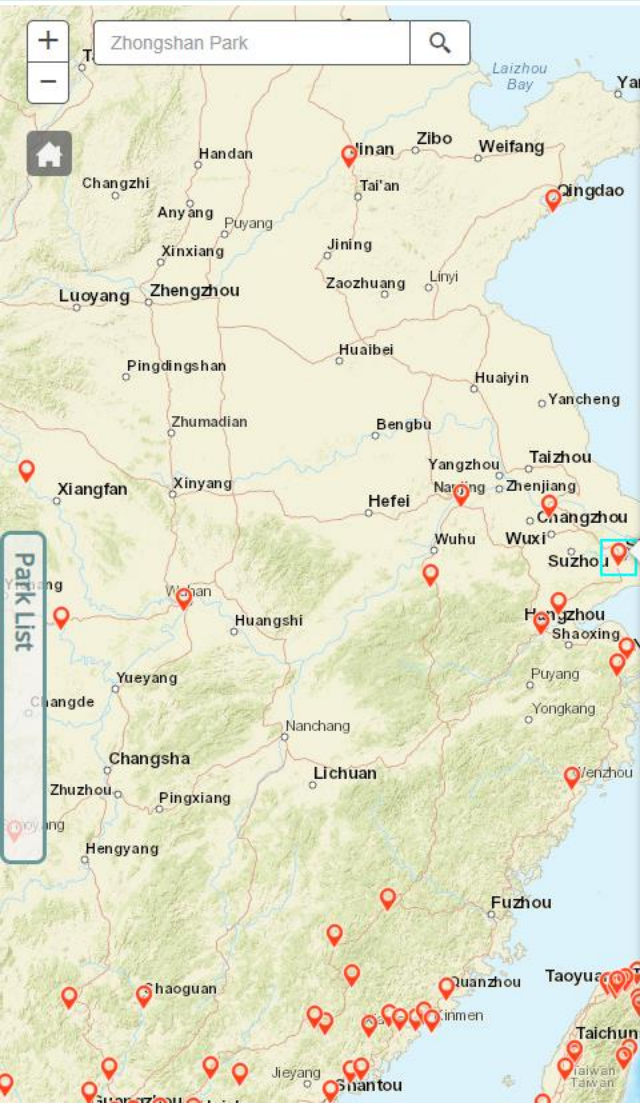 +
Zhongshan Park
−
Laizhou
Bay
Jinan
Zibo
Weifang
Handan
Changzhi
Tai'an
Qingdao
Anyang
Puyang
Jining
Xinxiang
Linyi
Zaozhuang
Luoyang
Zhengzhou
Huaibei
Pingdingshan
Huaiyin
Yancheng
Zhumadian
Bengbu
Taizhou
Yangzhou
Xiangfan
Xinyang
Nanjing
Zhenjiang
Hefei
Changzhou
Wuxi
Wuhu
Suzhou
Park List
Wuhan
Huangshi
Hangzhou
Shaoxing
Yueyang
Puyang
Changde
Yongkang
Nanchang
Changsha
Lichuan
Wenzhou
Zhuzhou
Pingxiang
Hengyang
Fuzhou
Shaoguan
Quanzhou
Kinmen
Jieyang
Shantou
Taiwan
Taiwan